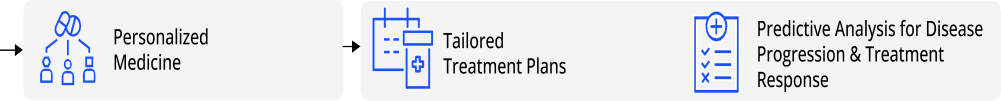 Personalized
Medicine
Tailored
Treatment Plans
Predictive Analysis for Disease
Progression & Treatment
Response